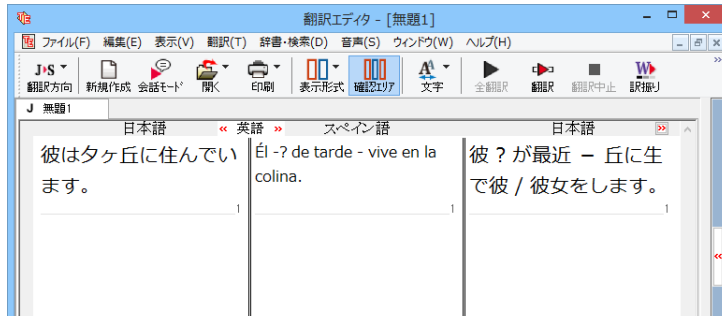 翻訳エディタ - [無題1]
ファイル(F) 編集(E) 表示(V) 翻訳(T) 辞書・検索(D) 音声(S) ウィンドウ(W) ヘルプ(H)
J▸S
翻訳方向 新規作成 会話モード 開く 印刷 表示形式 確認エリア 文字 全翻訳 翻訳 翻訳中止 訳振り
J 無題1
日本語 « 英語 » スペイン語 日本語 »
彼は夕ヶ丘に住んでい
ます。
1
Él -? de tarde - vive en la
colina.
1
彼 ? が最近 − 丘に生
で彼 / 彼女をします。
1